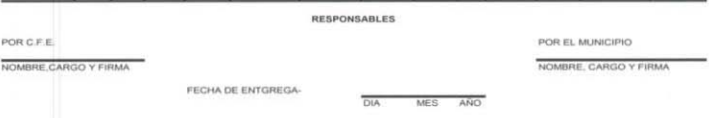 RESPONSABLES
POR C.F.E.
POR EL MUNICIPIO
NOMBRE,CARGO Y FIRMA
NOMBRE, CARGO Y FIRMA
FECHA DE ENTGREGA-
DIA MES AÑO